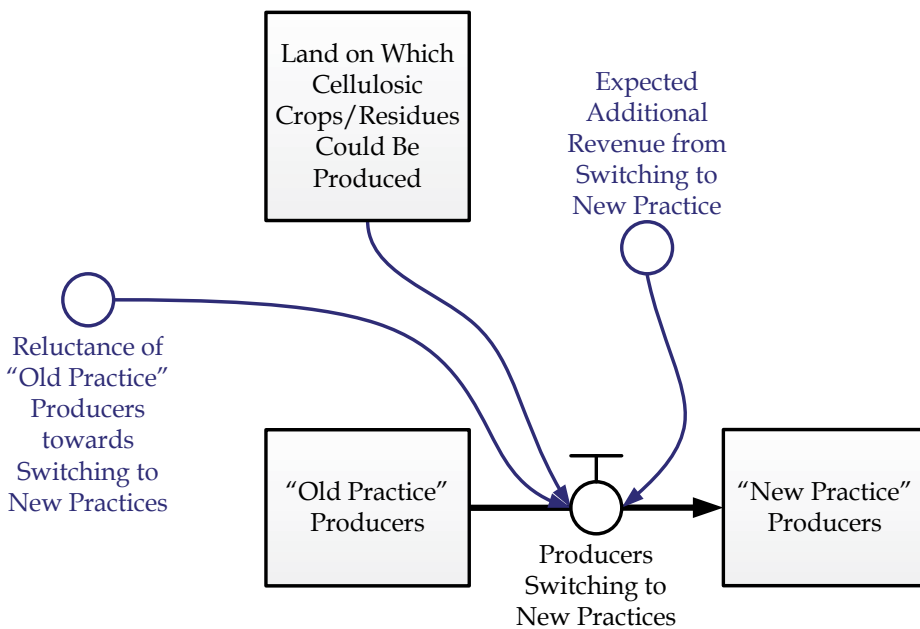 Land on Which
Cellulosic
Crops/Residues
Could Be
Produced
Expected
Additional
Revenue from
Switching to
New Practice
Reluctance of
“Old Practice”
Producers
towards
Switching to
New Practices
“Old Practice”
Producers
Producers
Switching to
New Practices
“New Practice”
Producers